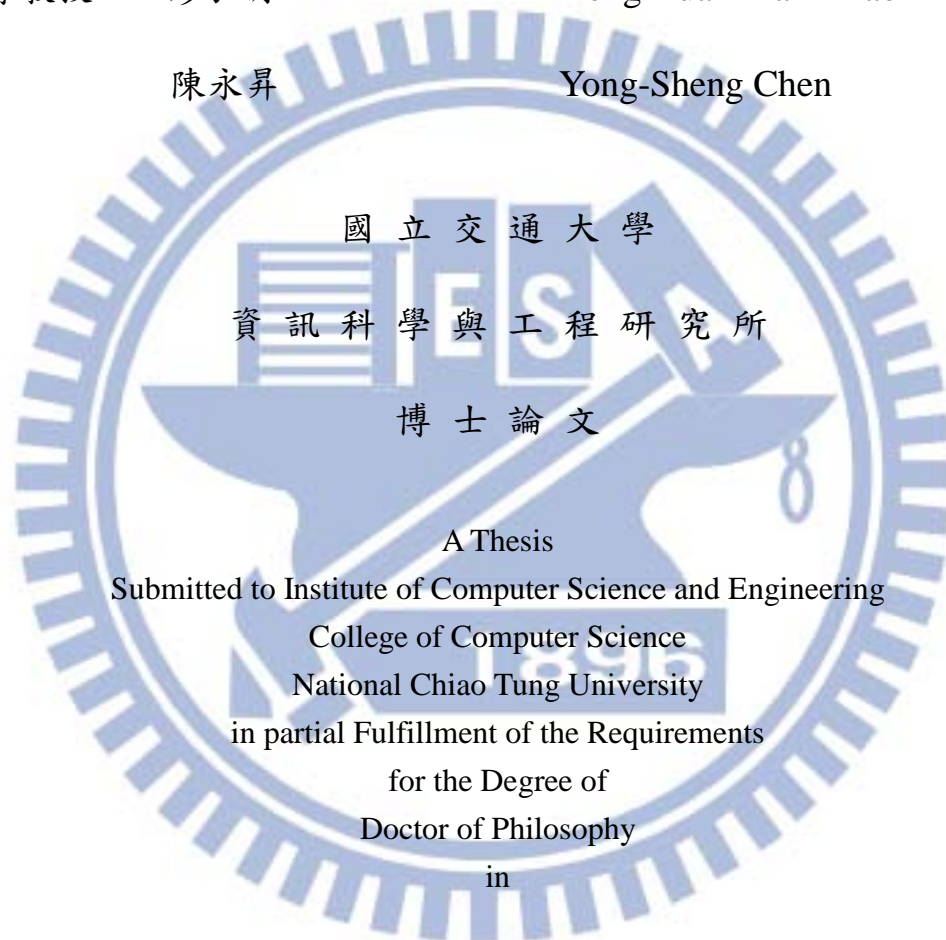 陳永昇 Yong-Sheng Chen
國立交通大學
資訊科學與工程研究所
博士論文
E S A
A Thesis
Submitted to Institute of Computer Science and Engineering
College of Computer Science
1896
National Chiao Tung University
in partial Fulfillment of the Requirements
for the Degree of
Doctor of Philosophy
in